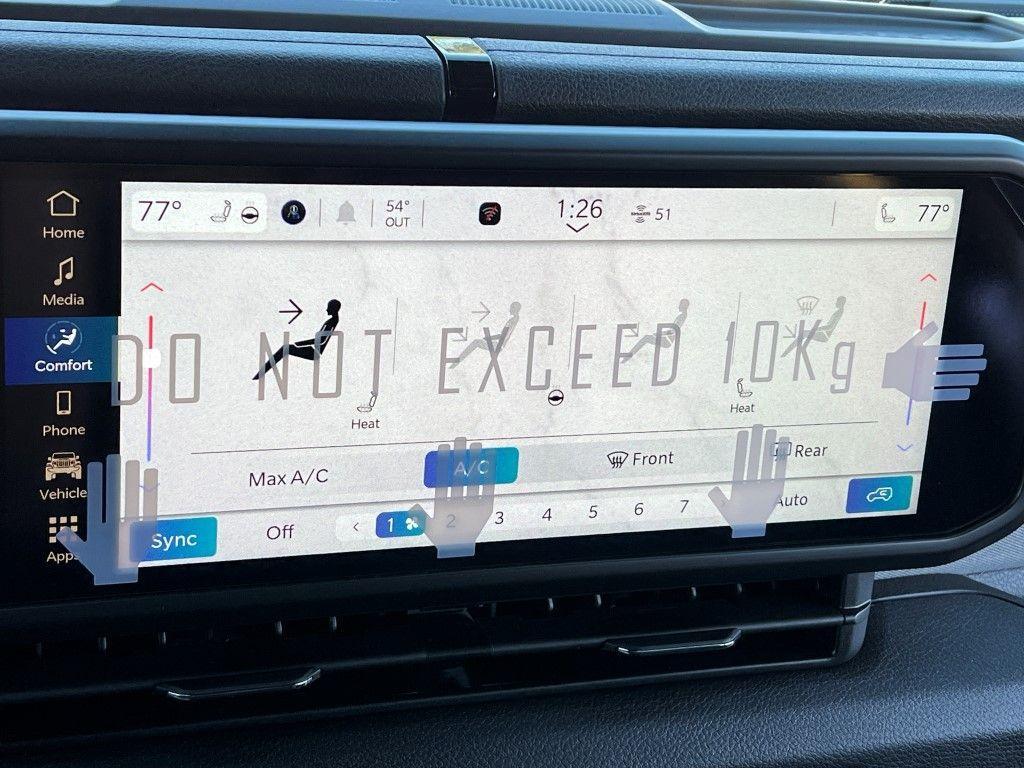 77° 54° OUT 1:26 SiriusXM 51 77°
Home
Media
Comfort
Phone
Vehicle
Apps
DO NOT EXCEED 10Kg
Heat Heat
Max A/C A/C Front Rear
Sync Off < 1 2 3 4 5 6 7 Auto